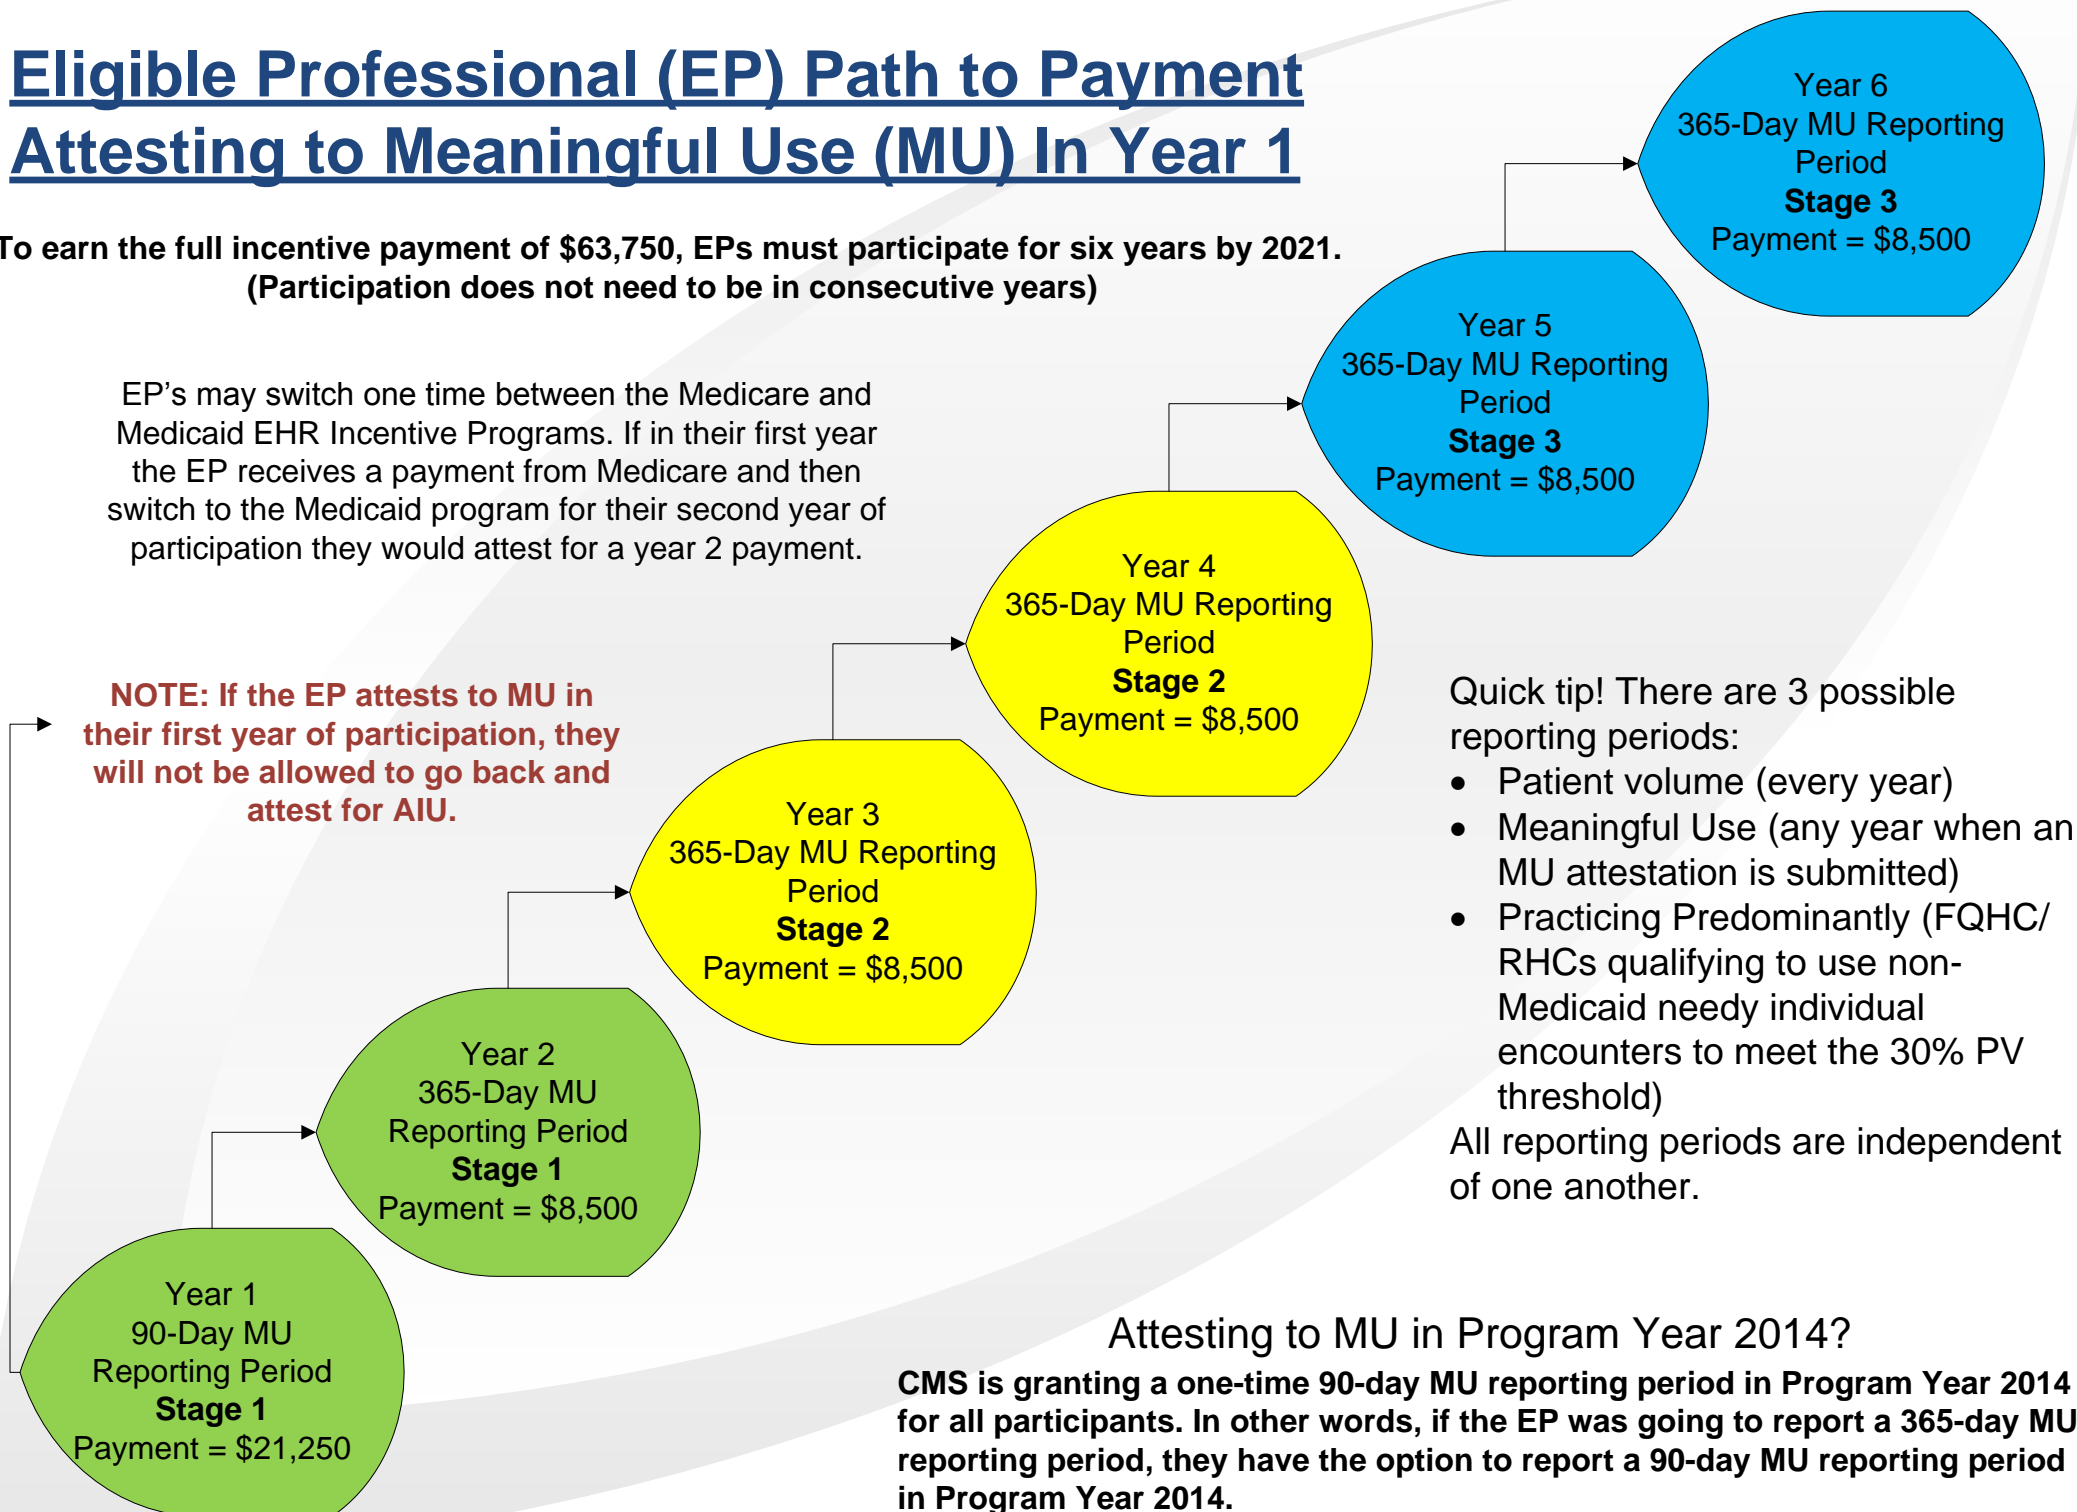 Eligible Professional (EP) Path to Payment
Attesting to Meaningful Use (MU) In Year 1
To earn the full incentive payment of $63,750, EPs must participate for six years by 2021.
(Participation does not need to be in consecutive years)
EP’s may switch one time between the Medicare and
Medicaid EHR Incentive Programs. If in their first year
the EP receives a payment from Medicare and then
switch to the Medicaid program for their second year of
participation they would attest for a year 2 payment.
NOTE: If the EP attests to MU in
their first year of participation, they
will not be allowed to go back and
attest for AIU.
Year 1
90-Day MU
Reporting Period
Stage 1
Payment = $21,250
Year 2
365-Day MU
Reporting Period
Stage 1
Payment = $8,500
Year 3
365-Day MU Reporting
Period
Stage 2
Payment = $8,500
Year 4
365-Day MU Reporting
Period
Stage 2
Payment = $8,500
Year 5
365-Day MU Reporting
Period
Stage 3
Payment = $8,500
Year 6
365-Day MU Reporting
Period
Stage 3
Payment = $8,500
Quick tip! There are 3 possible
reporting periods:
• Patient volume (every year)
• Meaningful Use (any year when an
MU attestation is submitted)
• Practicing Predominantly (FQHC/
RHCs qualifying to use non-
Medicaid needy individual
encounters to meet the 30% PV
threshold)
All reporting periods are independent
of one another.
Attesting to MU in Program Year 2014?
CMS is granting a one-time 90-day MU reporting period in Program Year 2014
for all participants. In other words, if the EP was going to report a 365-day MU
reporting period, they have the option to report a 90-day MU reporting period
in Program Year 2014.